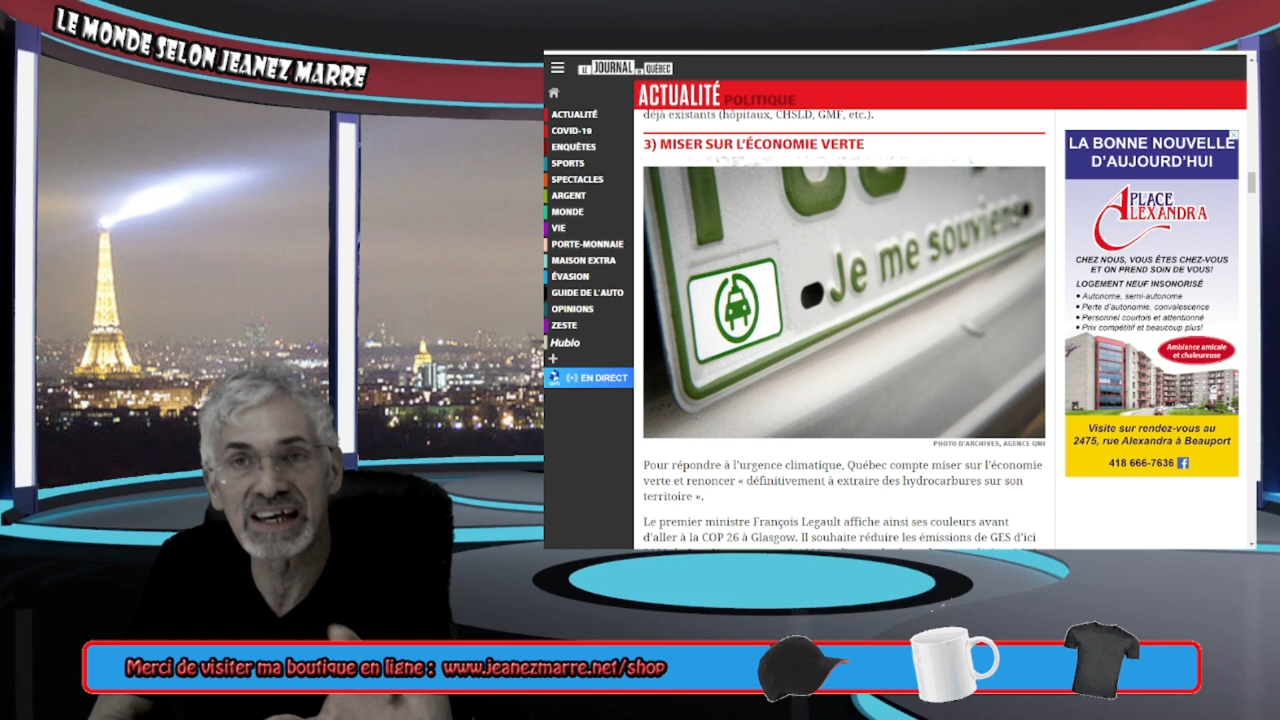 LE MONDE SELON JEANEZ MARRE
LE JOURNAL DE QUÉBEC
ACTUALITÉ POLITIQUE
ACTUALITÉ
COVID-19
ENQUÊTES
SPORTS
SPECTACLES
ARGENT
MONDE
VIE
PORTE-MONNAIE
MAISON EXTRA
ÉVASION
GUIDE DE L'AUTO
OPINIONS
ZESTE
Hublo
+
EN DIRECT
déjà existants (hôpitaux, CHSLD, GMF, etc.).
3) MISER SUR L'ÉCONOMIE VERTE
Je me souviens
PHOTO D'ARCHIVES, AGENCE QMI
Pour répondre à l'urgence climatique, Québec compte miser sur l'économie
verte et renoncer « définitivement à extraire des hydrocarbures sur son
territoire ».
Le premier ministre François Legault affiche ainsi ses couleurs avant
d'aller à la COP 26 à Glasgow. Il souhaite réduire les émissions de GES d'ici
LA BONNE NOUVELLE
D'AUJOURD'HUI
PLACE
ALEXANDRA
CHEZ NOUS, VOUS ÊTES CHEZ-VOUS
ET ON PREND SOIN DE VOUS!
LOGEMENT NEUF INSONORISÉ
• Autonome, semi-autonome
• Perte d'autonomie, convalescence
• Personnel courtois et attentionné
• Prix compétitif et beaucoup plus!
Ambiance amicale
et chaleureuse
Visite sur rendez-vous au
2475, rue Alexandra à Beauport
418 666-7636
Merci de visiter ma boutique en ligne : www.jeanezmarre.net/shop